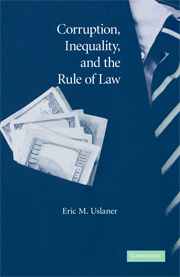 Corruption,
Inequality,
and the
Rule of Law
Eric M. Uslaner
CAMBRIDGE